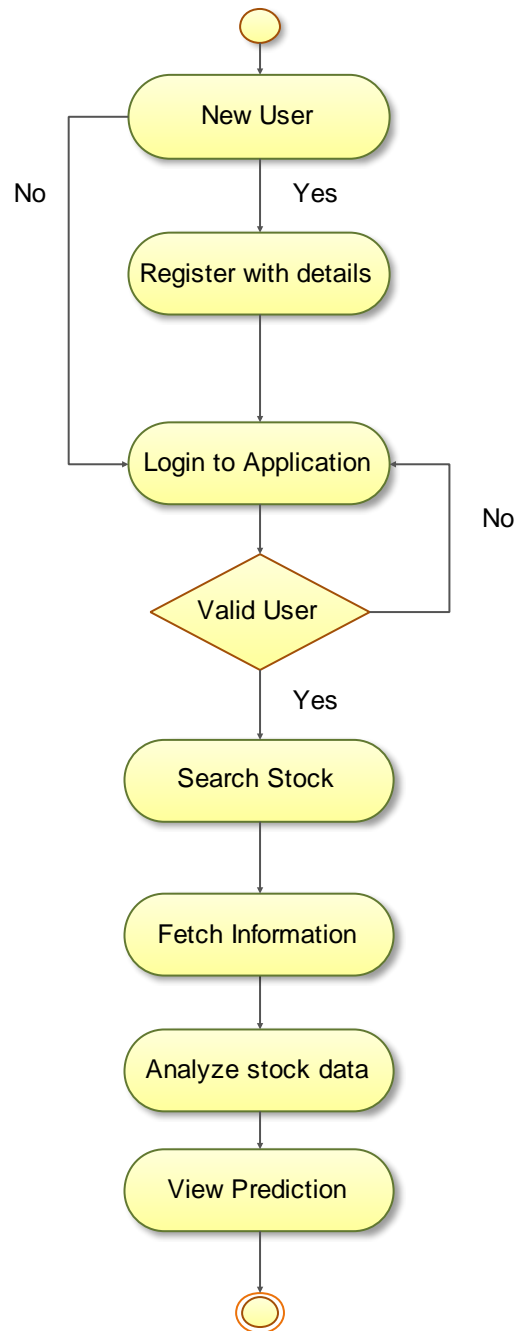 New User
No
Yes
Register with details
Login to Application
No
Valid User
Yes
Search Stock
Fetch Information
Analyze stock data
View Prediction